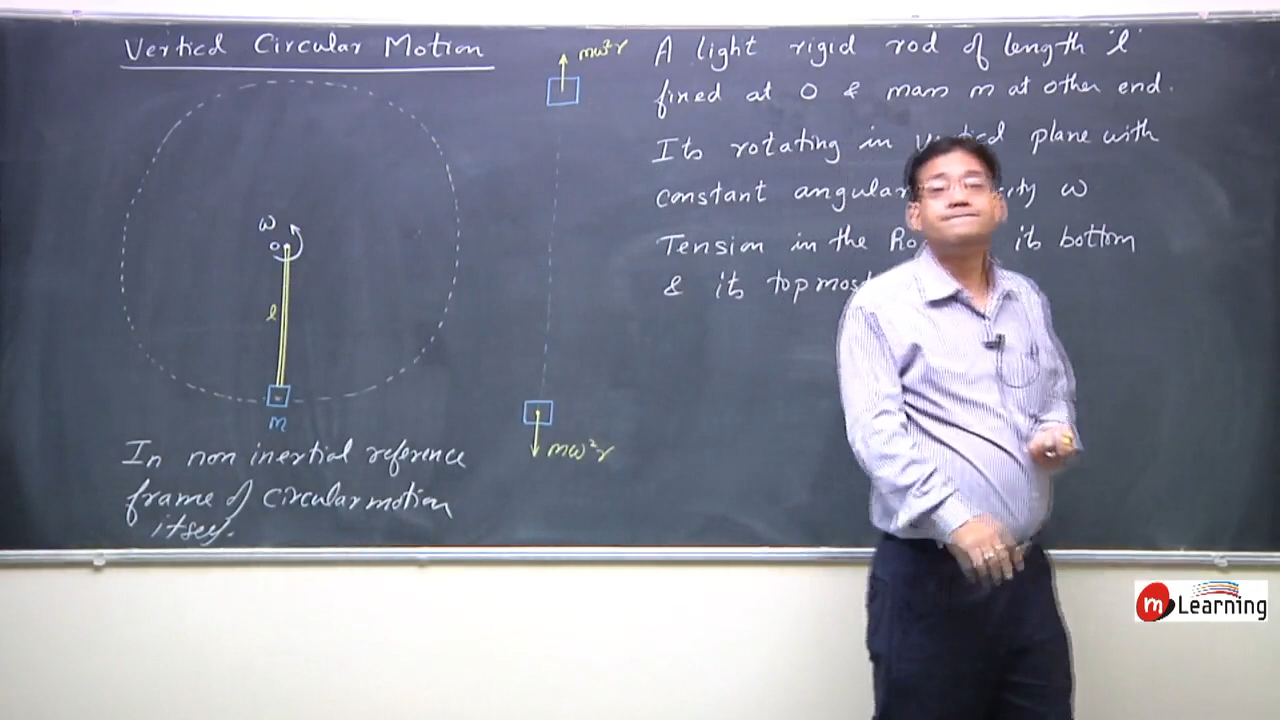 Vertical Circular Motion
ω
O
l
m
In non inertial reference
frame of circular motion
itself.
mω²r
mω²r
A light rigid rod of length 'l'
fixed at O & mass m at other end.
Its rotating in vertical plane with
constant angular ω
Tension in the its bottom
& its topmost
m Learning